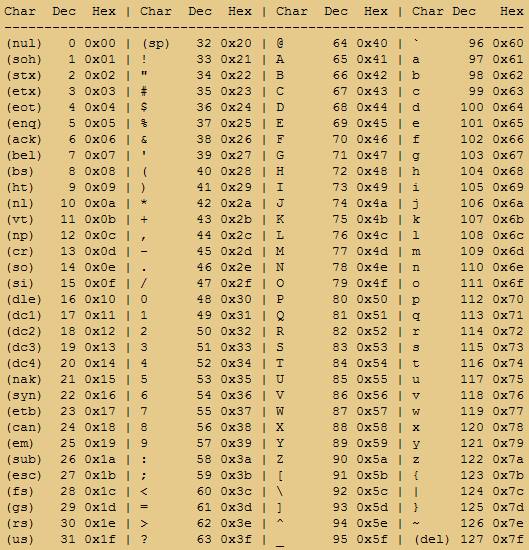 Char Dec Hex | Char Dec Hex | Char Dec Hex | Char Dec Hex
--------------------------------------------------------------------
(nul) 0 0x00 | (sp) 32 0x20 | @ 64 0x40 | ` 96 0x60
(soh) 1 0x01 | ! 33 0x21 | A 65 0x41 | a 97 0x61
(stx) 2 0x02 | " 34 0x22 | B 66 0x42 | b 98 0x62
(etx) 3 0x03 | # 35 0x23 | C 67 0x43 | c 99 0x63
(eot) 4 0x04 | $ 36 0x24 | D 68 0x44 | d 100 0x64
(enq) 5 0x05 | % 37 0x25 | E 69 0x45 | e 101 0x65
(ack) 6 0x06 | & 38 0x26 | F 70 0x46 | f 102 0x66
(bel) 7 0x07 | ' 39 0x27 | G 71 0x47 | g 103 0x67
(bs) 8 0x08 | ( 40 0x28 | H 72 0x48 | h 104 0x68
(ht) 9 0x09 | ) 41 0x29 | I 73 0x49 | i 105 0x69
(nl) 10 0x0a | * 42 0x2a | J 74 0x4a | j 106 0x6a
(vt) 11 0x0b | + 43 0x2b | K 75 0x4b | k 107 0x6b
(np) 12 0x0c | , 44 0x2c | L 76 0x4c | l 108 0x6c
(cr) 13 0x0d | - 45 0x2d | M 77 0x4d | m 109 0x6d
(so) 14 0x0e | . 46 0x2e | N 78 0x4e | n 110 0x6e
(si) 15 0x0f | / 47 0x2f | O 79 0x4f | o 111 0x6f
(dle) 16 0x10 | 0 48 0x30 | P 80 0x50 | p 112 0x70
(dc1) 17 0x11 | 1 49 0x31 | Q 81 0x51 | q 113 0x71
(dc2) 18 0x12 | 2 50 0x32 | R 82 0x52 | r 114 0x72
(dc3) 19 0x13 | 3 51 0x33 | S 83 0x53 | s 115 0x73
(dc4) 20 0x14 | 4 52 0x34 | T 84 0x54 | t 116 0x74
(nak) 21 0x15 | 5 53 0x35 | U 85 0x55 | u 117 0x75
(syn) 22 0x16 | 6 54 0x36 | V 86 0x56 | v 118 0x76
(etb) 23 0x17 | 7 55 0x37 | W 87 0x57 | w 119 0x77
(can) 24 0x18 | 8 56 0x38 | X 88 0x58 | x 120 0x78
(em) 25 0x19 | 9 57 0x39 | Y 89 0x59 | y 121 0x79
(sub) 26 0x1a | : 58 0x3a | Z 90 0x5a | z 122 0x7a
(esc) 27 0x1b | ; 59 0x3b | [ 91 0x5b | { 123 0x7b
(fs) 28 0x1c | < 60 0x3c | \ 92 0x5c | | 124 0x7c
(gs) 29 0x1d | = 61 0x3d | ] 93 0x5d | } 125 0x7d
(rs) 30 0x1e | > 62 0x3e | ^ 94 0x5e | ~ 126 0x7e
(us) 31 0x1f | ? 63 0x3f | _ 95 0x5f | (del) 127 0x7f